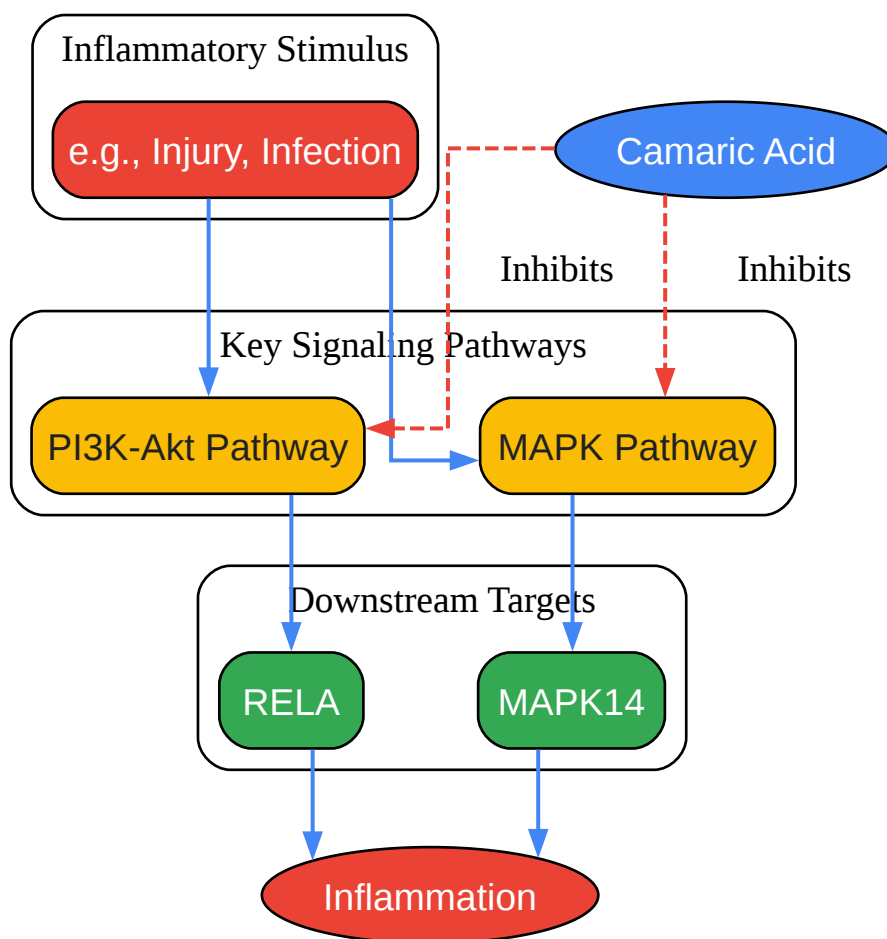 Inflammatory Stimulus
e.g., Injury, Infection
Camaric Acid
Inhibits
Inhibits
Key Signaling Pathways
PI3K-Akt Pathway
MAPK Pathway
Downstream Targets
RELA
MAPK14
Inflammation